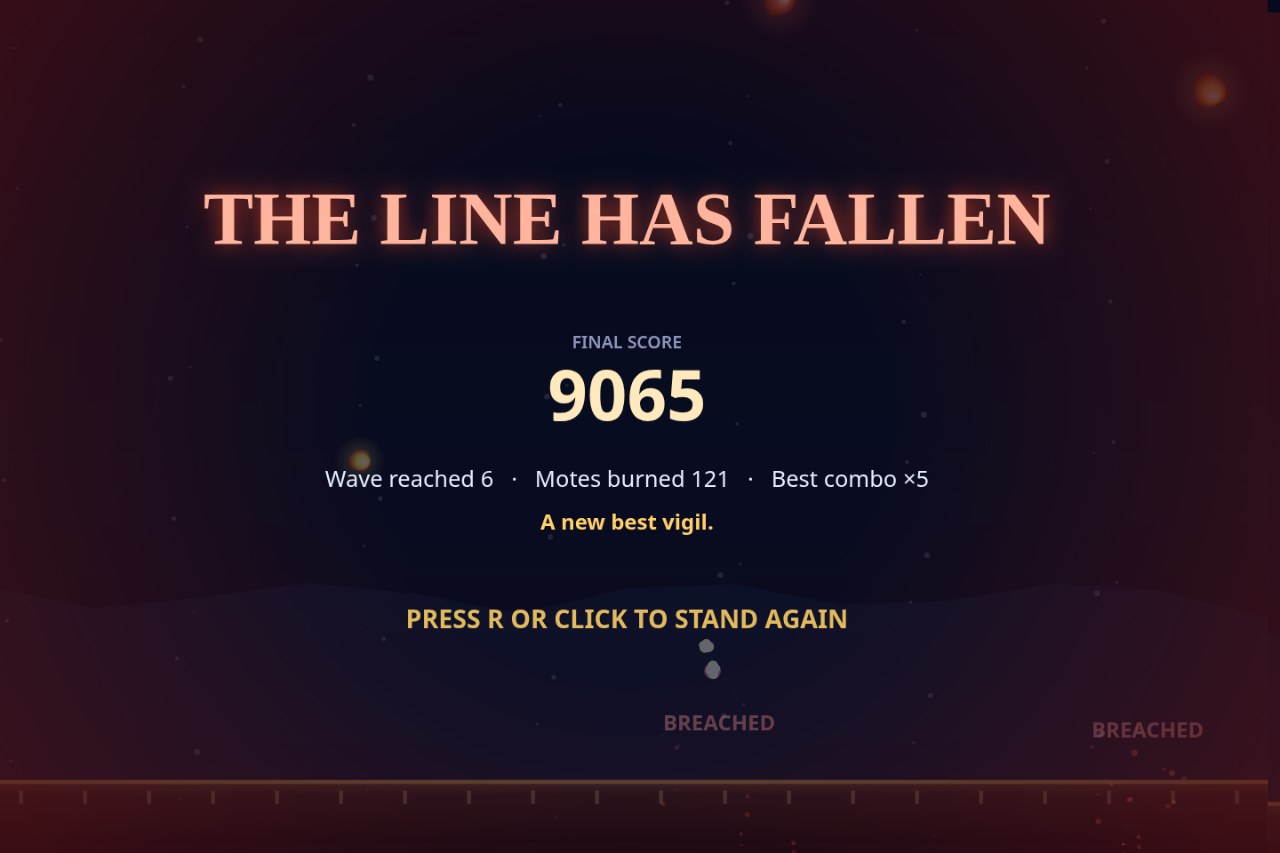 THE LINE HAS FALLEN
FINAL SCORE
9065
Wave reached 6 · Motes burned 121 · Best combo ×5
A new best vigil.
PRESS R OR CLICK TO STAND AGAIN
BREACHED
BREACHED